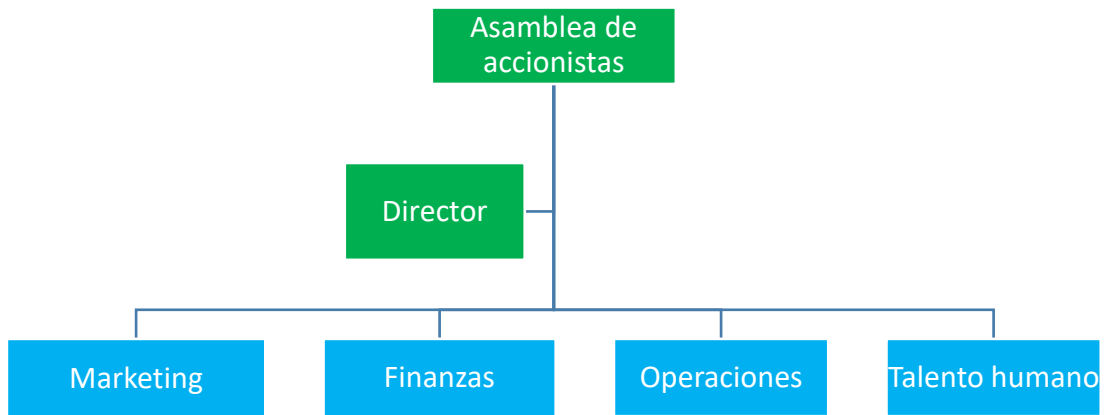 Asamblea de
accionistas
Director
Marketing
Finanzas
Operaciones
Talento humano